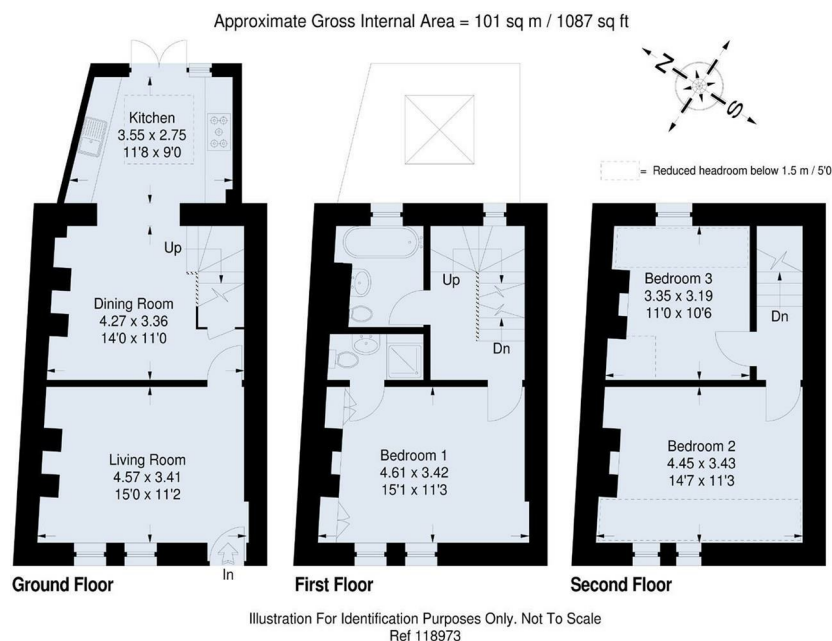 Approximate Gross Internal Area = 101 sq m / 1087 sq ft
N
S
= Reduced headroom below 1.5 m / 5'0
Kitchen
3.55 x 2.75
11'8 x 9'0
Up
Dining Room
4.27 x 3.36
14'0 x 11'0
Living Room
4.57 x 3.41
15'0 x 11'2
In
Ground Floor
Up
Dn
Bedroom 1
4.61 x 3.42
15'1 x 11'3
First Floor
Bedroom 3
3.35 x 3.19
11'0 x 10'6
Dn
Bedroom 2
4.45 x 3.43
14'7 x 11'3
Second Floor
Illustration For Identification Purposes Only. Not To Scale
Ref 118973